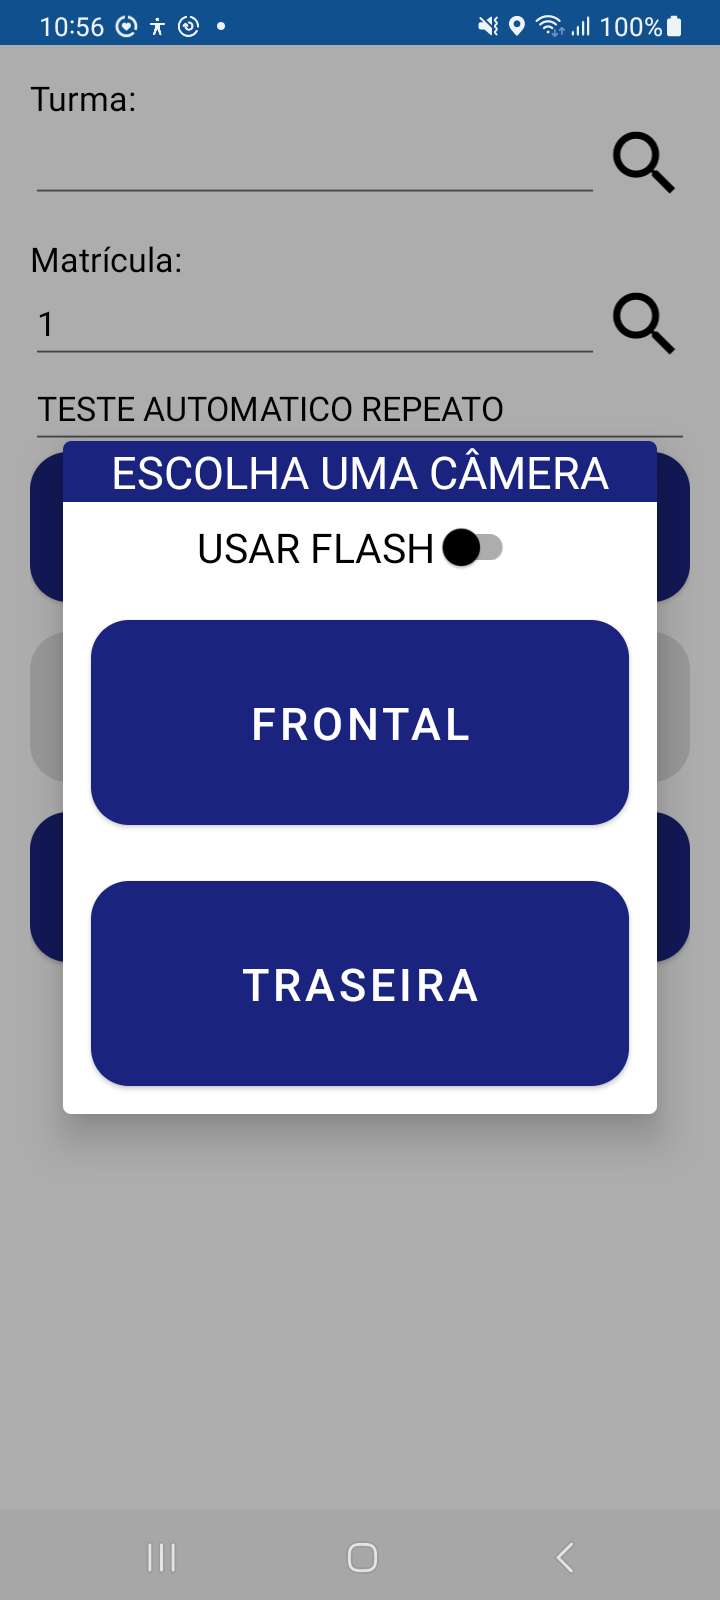 10:56
100%
Turma:
Matrícula:
1
TESTE AUTOMATICO REPEATO
ESCOLHA UMA CÂMERA
USAR FLASH
FRONTAL
TRASEIRA